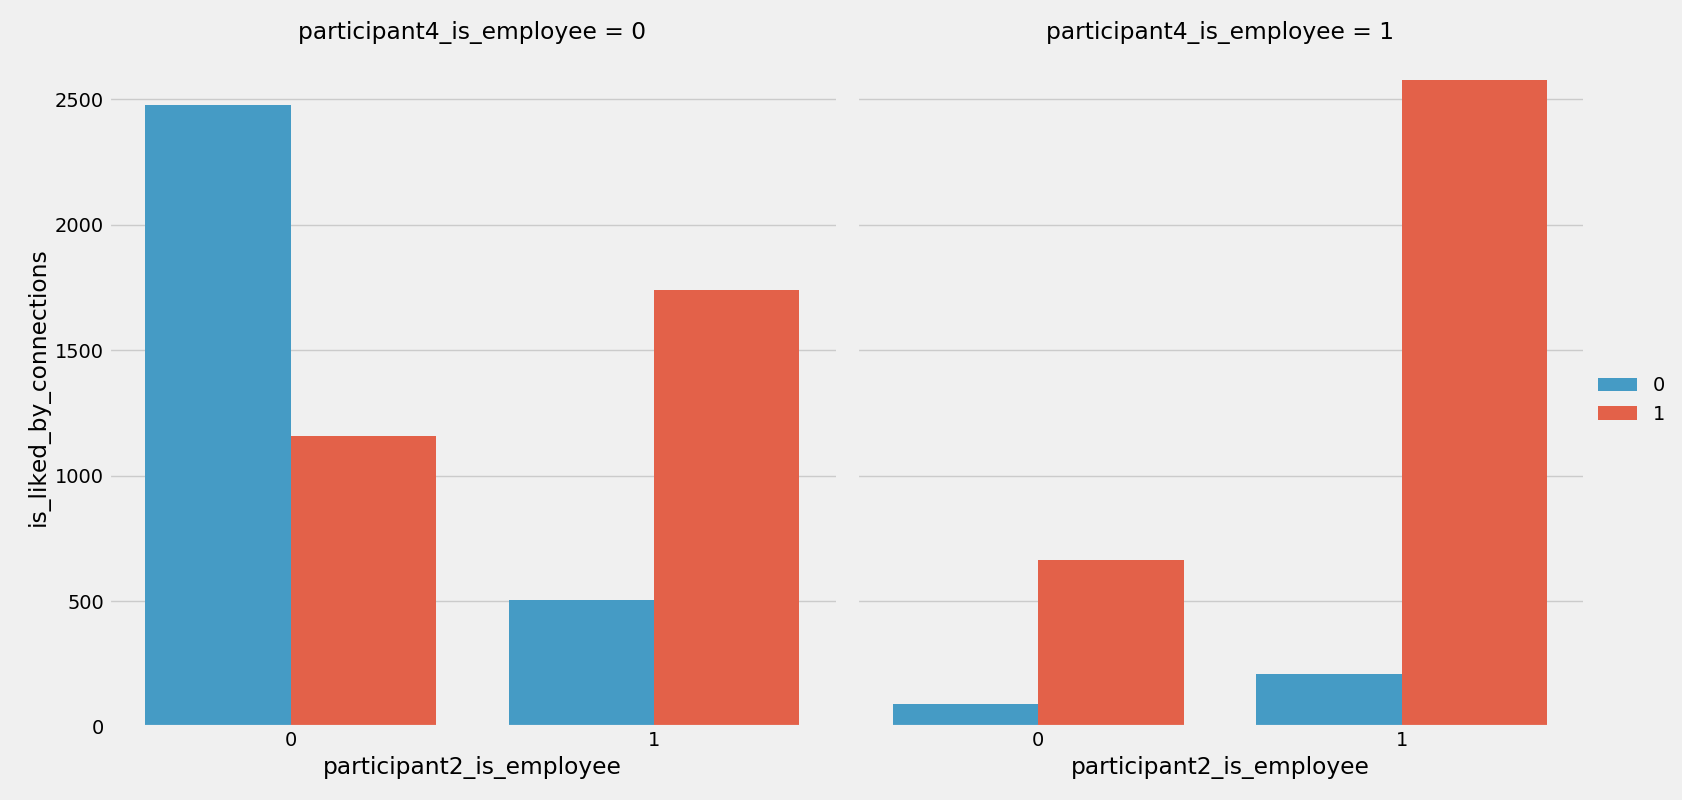 participant4_is_employee = 0
participant4_is_employee = 1
is_liked_by_connections
2500
2000
1500
1000
500
0
0
1
0
1
participant2_is_employee
participant2_is_employee
0
1